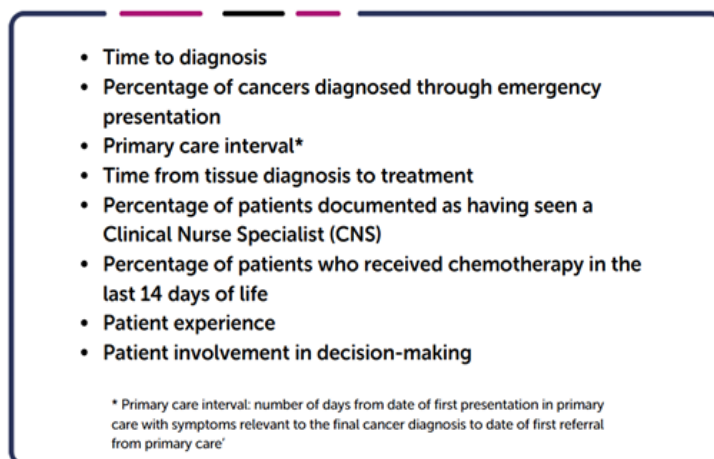 • Time to diagnosis
• Percentage of cancers diagnosed through emergency
presentation
• Primary care interval*
• Time from tissue diagnosis to treatment
• Percentage of patients documented as having seen a
Clinical Nurse Specialist (CNS)
• Percentage of patients who received chemotherapy in the
last 14 days of life
• Patient experience
• Patient involvement in decision-making
* Primary care interval: number of days from date of first presentation in primary
care with symptoms relevant to the final cancer diagnosis to date of first referral
from primary care’